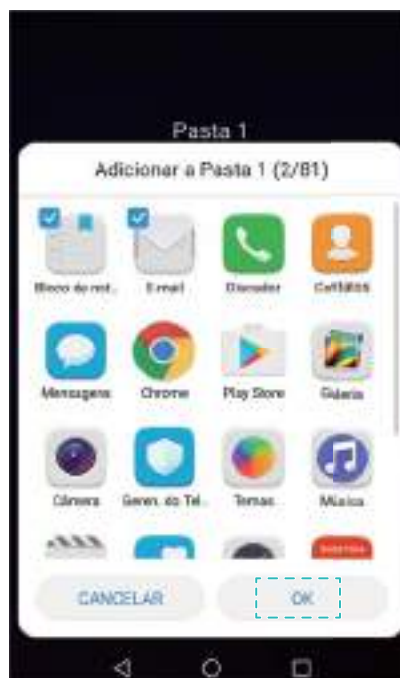 Pasta 1
Adicionar a Pasta 1 (2/81)
Bloco de not.. E-mail Discador Contatos
Mensagens Chrome Play Store Galeria
Câmera Geren. do Tel.. Temas Música
CANCELAR OK